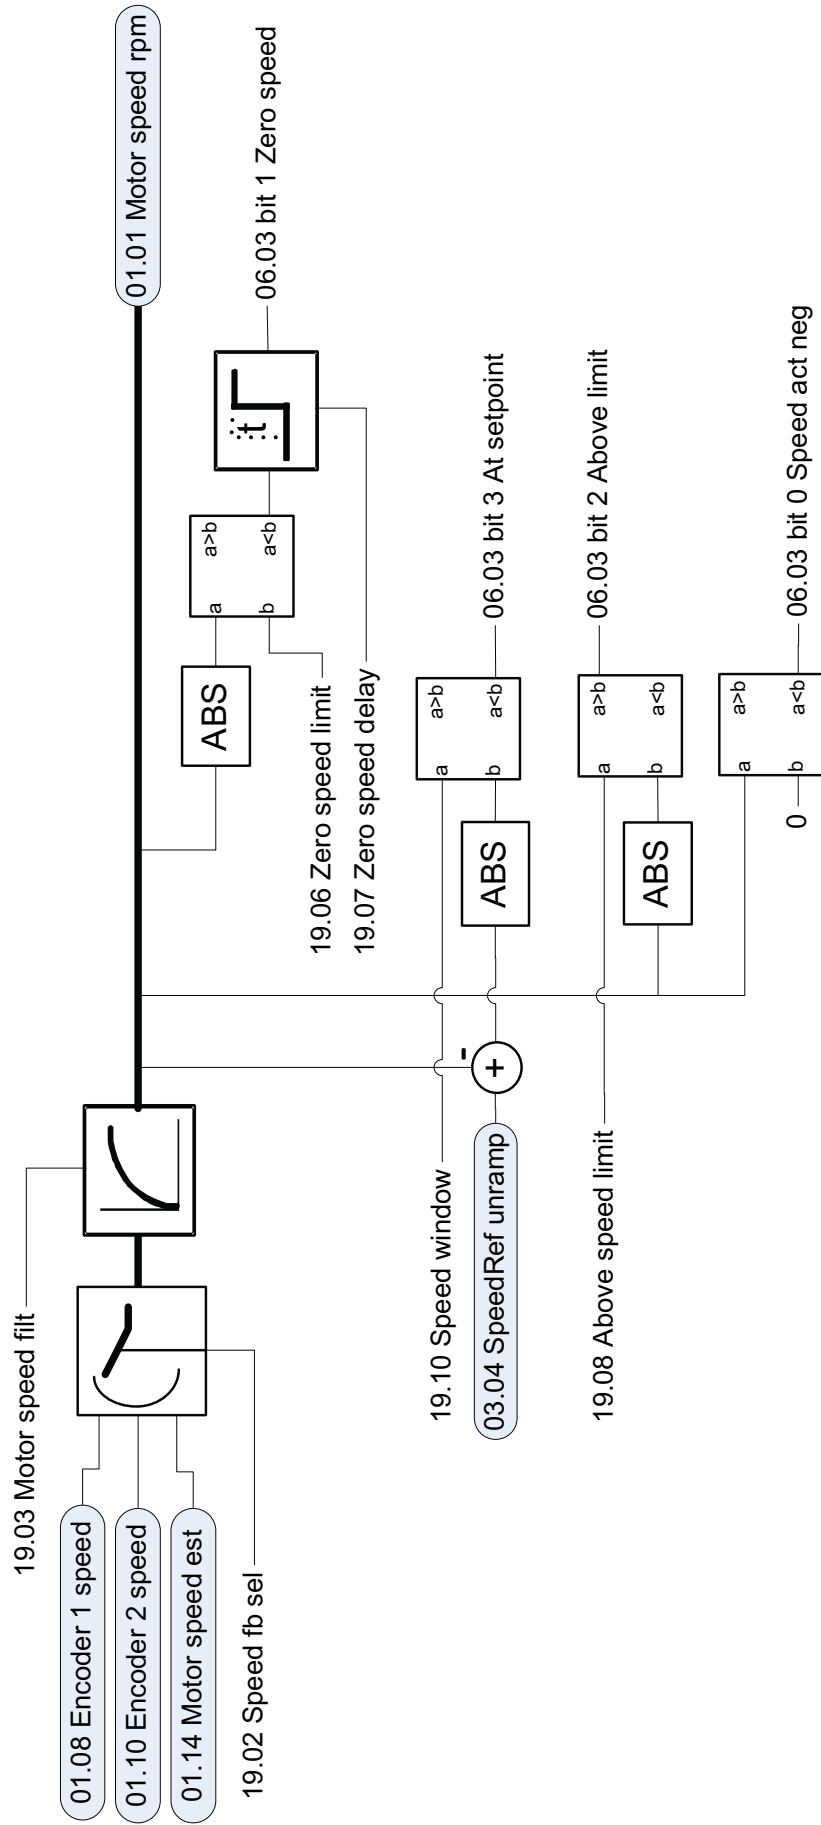 19.03 Motor speed filt
01.08 Encoder 1 speed
01.10 Encoder 2 speed
01.14 Motor speed est
19.02 Speed fb sel
01.01 Motor speed rpm
ABS
a
b
a>b
a<b
t
06.03 bit 1 Zero speed
19.06 Zero speed limit
19.07 Zero speed delay
19.10 Speed window
03.04 SpeedRef unramp
-
+
ABS
a
b
a>b
a<b
06.03 bit 3 At setpoint
19.08 Above speed limit
ABS
a
b
a>b
a<b
06.03 bit 2 Above limit
0
a
b
a>b
a<b
06.03 bit 0 Speed act neg